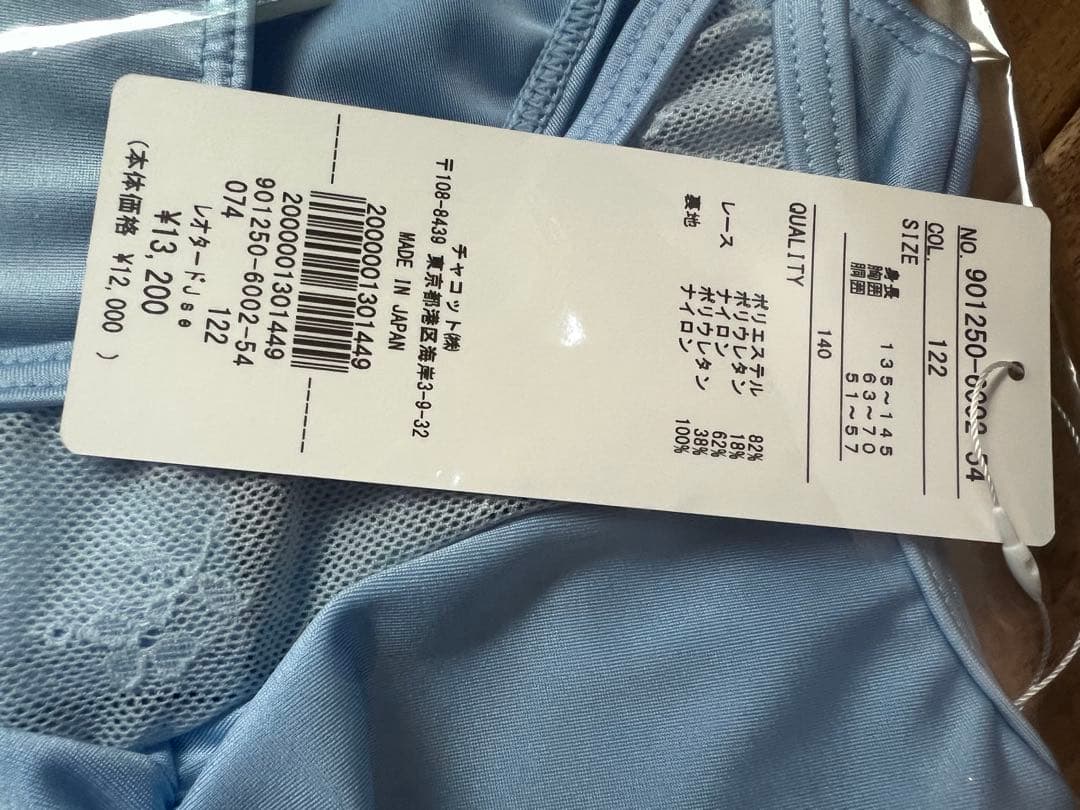 NO. 901250-6002-54
COL. 122
SIZE
身長 135~145
胸囲 63~70
胴囲 51~57
140
QUALITY
ポリエステル 82%
ポリウレタン 18%
レース ナイロン 62%
ポリウレタン 38%
裏地 ナイロン 100%
チャコット㈱
〒108-8439 東京都港区海岸3-9-32
MADE IN JAPAN
2000001301449
2000001301449
901250-6002-54
074 122
レオタードJse
¥13,200
(本体価格 ¥12,000 )